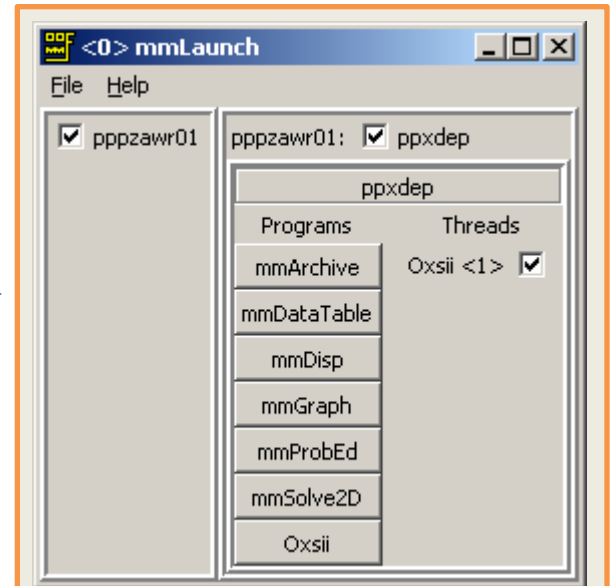 <0> mmLaunch
File Help
pppzawr01
pppzawr01: ppxdep
ppxdep
Programs Threads
mmArchive Oxsii <1>
mmDataTable
mmDisp
mmGraph
mmProbEd
mmSolve2D
Oxsii